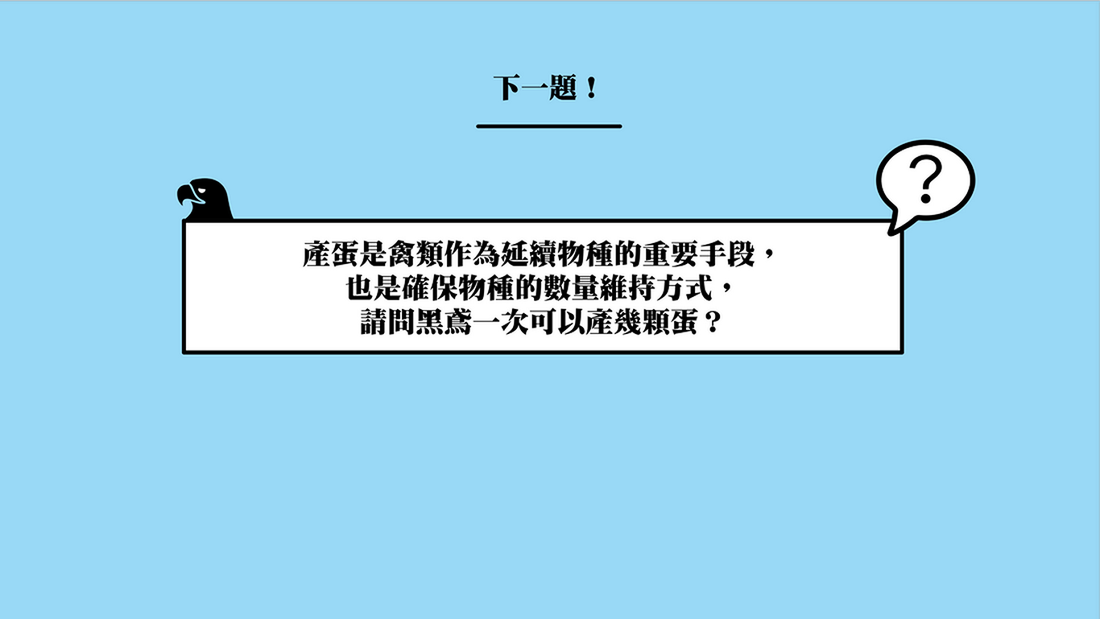 下一題！
?
產蛋是禽類作為延續物種的重要手段，
也是確保物種的數量維持方式，
請問黑鳶一次可以產幾顆蛋？